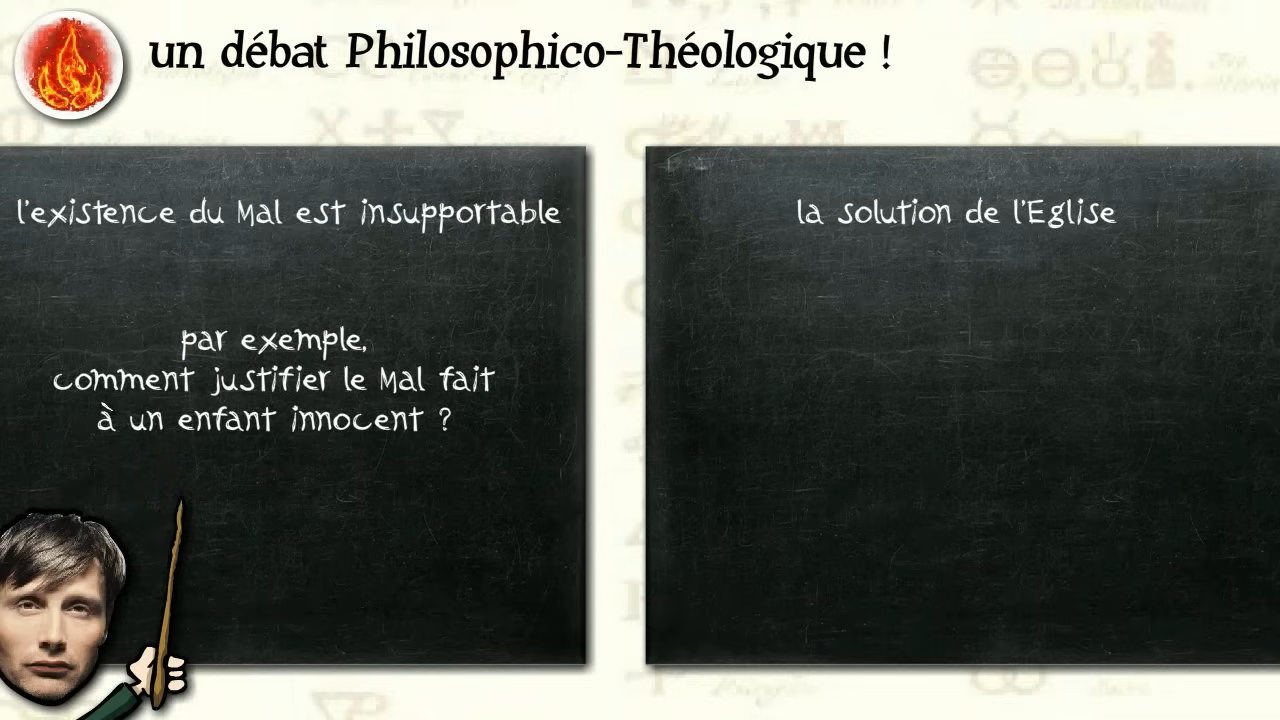 un débat Philosophico-Théologique !
l'existence du Mal est insupportable
par exemple,
comment justifier le Mal fait
à un enfant innocent ?
la solution de l'Eglise